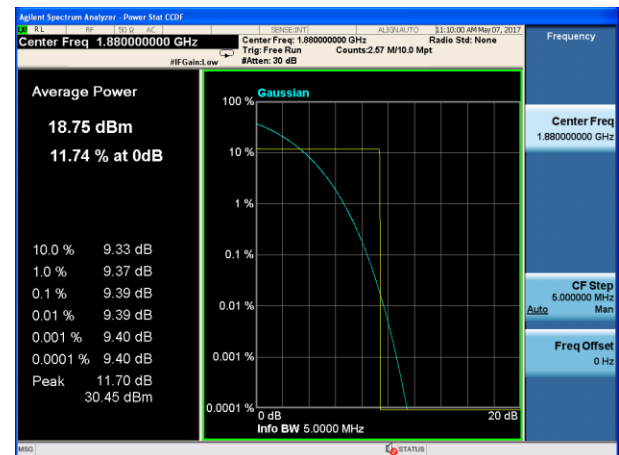 Agilent Spectrum Analyzer - Power Stat CCDF
RL RF 50 Ω AC SENSE:INT ALIGN AUTO 11:10:00 AM May 07, 2017
Center Freq 1.880000000 GHz
#IFGain:Low
Center Freq: 1.880000000 GHz
Trig: Free Run Counts:2.57 M/10.0 Mpt
#Atten: 30 dB
Radio Std: None
Frequency
Average Power
18.75 dBm
11.74 % at 0dB
10.0 % 9.33 dB
1.0 % 9.37 dB
0.1 % 9.39 dB
0.01 % 9.39 dB
0.001 % 9.40 dB
0.0001 % 9.40 dB
Peak 11.70 dB
30.45 dBm
Gaussian
100 %
10 %
1 %
0.1 %
0.01 %
0.001 %
0.0001 %
0 dB 20 dB
Info BW 5.0000 MHz
Center Freq
1.880000000 GHz
CF Step
5.000000 MHz
Auto Man
Freq Offset
0 Hz
MSG STATUS